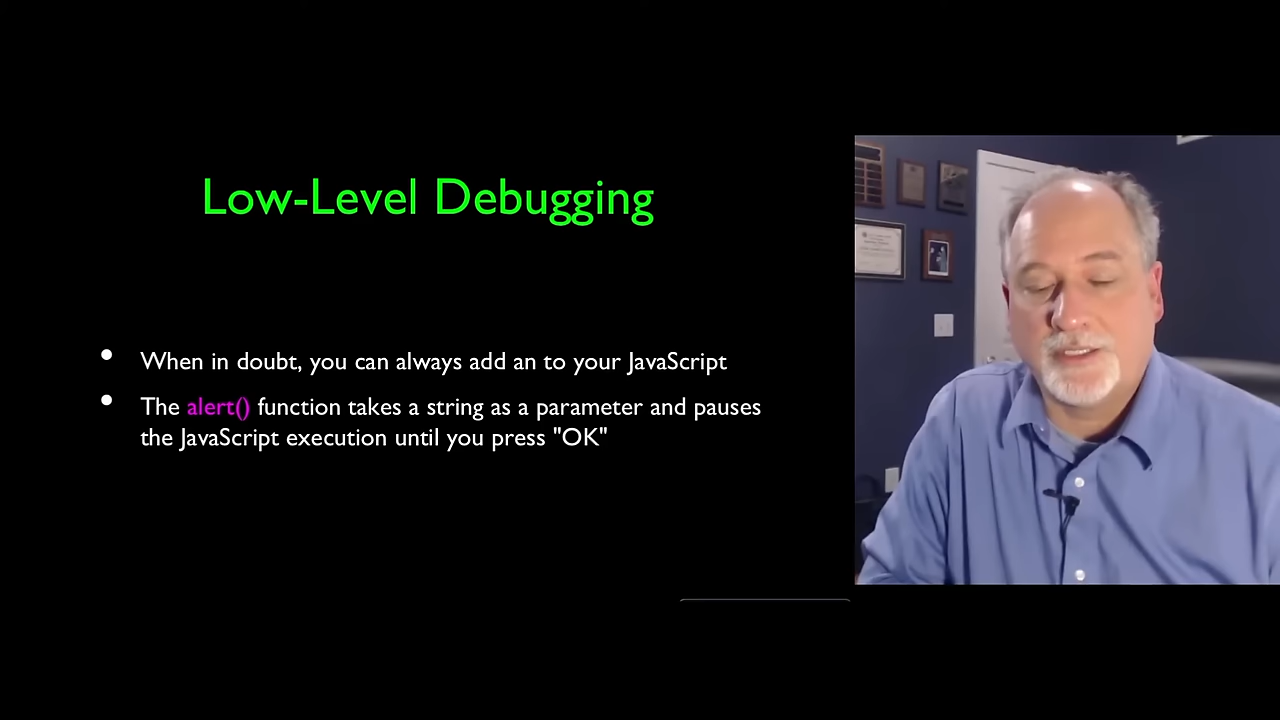 Low-Level Debugging
• When in doubt, you can always add an to your JavaScript
• The alert() function takes a string as a parameter and pauses
the JavaScript execution until you press "OK"